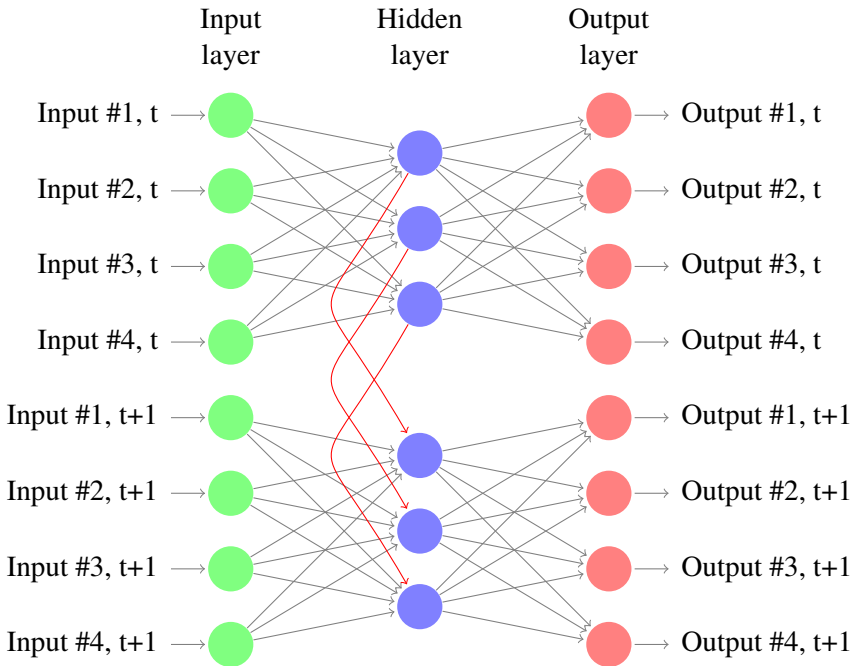 Input
layer
Hidden
layer
Output
layer
Input #1, t
Output #1, t
Input #2, t
Output #2, t
Input #3, t
Output #3, t
Input #4, t
Output #4, t
Input #1, t+1
Output #1, t+1
Input #2, t+1
Output #2, t+1
Input #3, t+1
Output #3, t+1
Input #4, t+1
Output #4, t+1